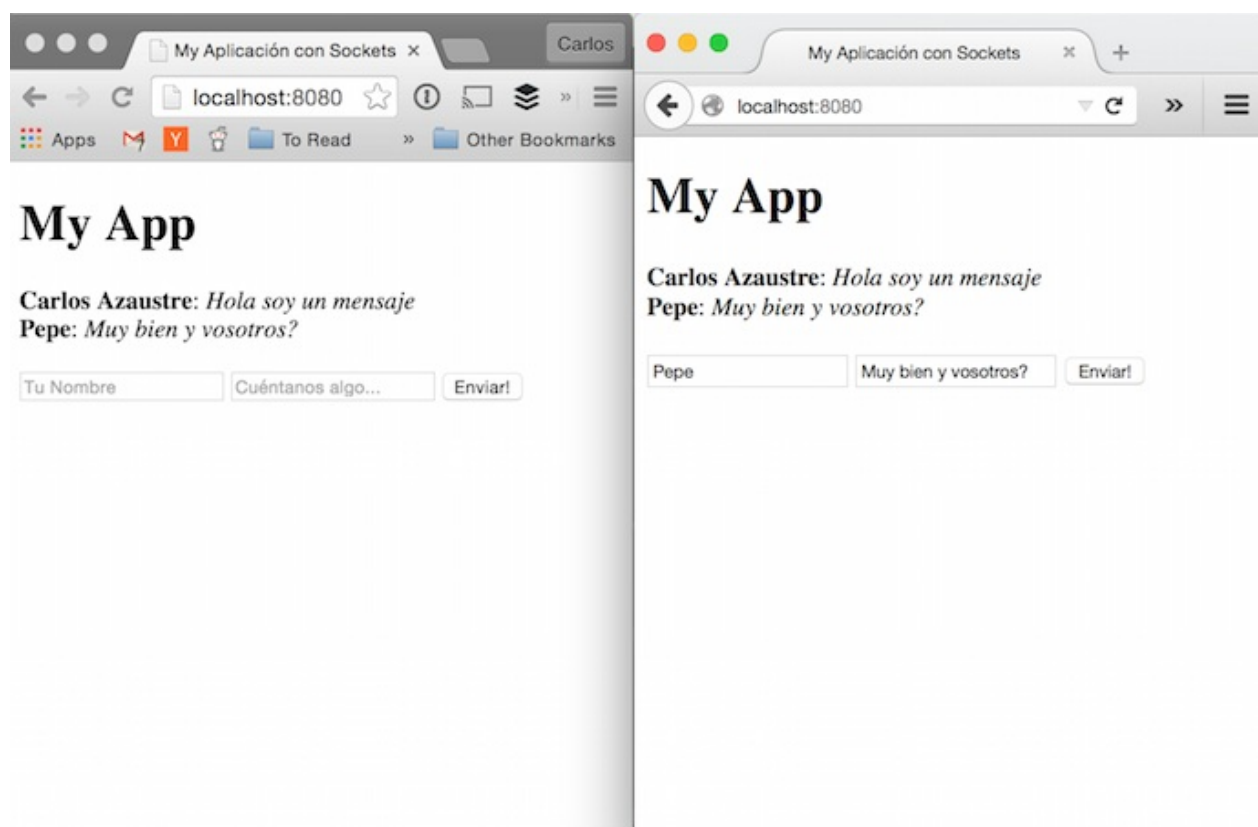 My Aplicación con Sockets
Carlos
localhost:8080
Apps
To Read
Other Bookmarks
My App
Carlos Azaustre: Hola soy un mensaje
Pepe: Muy bien y vosotros?
Tu Nombre
Cuéntanos algo...
Enviar!
My Aplicación con Sockets
localhost:8080
My App
Carlos Azaustre: Hola soy un mensaje
Pepe: Muy bien y vosotros?
Pepe
Muy bien y vosotros?
Enviar!